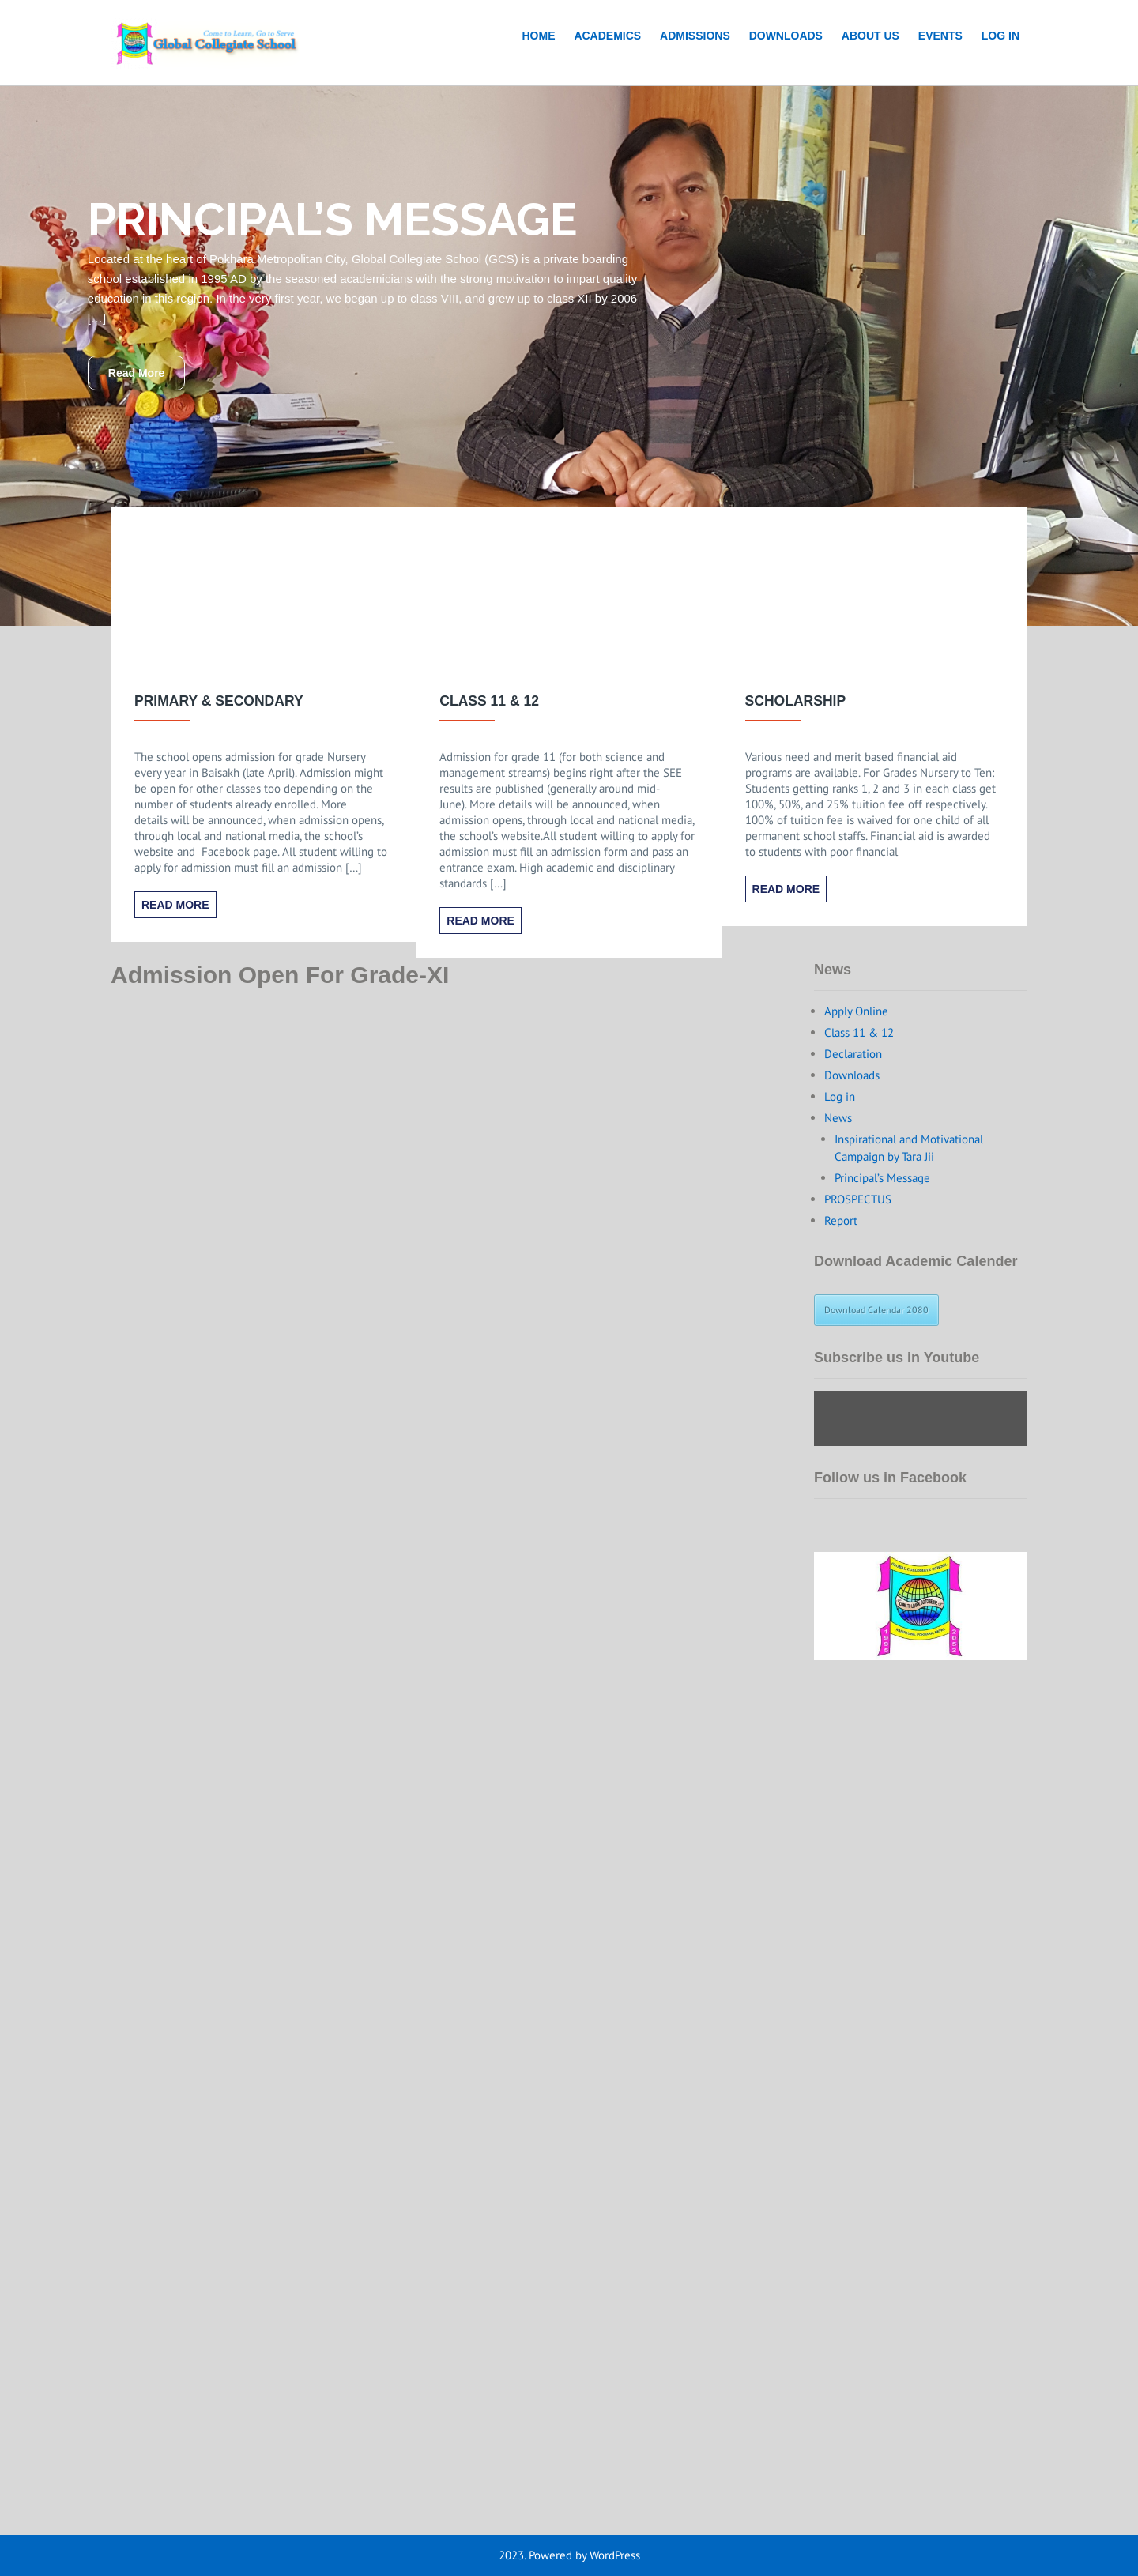 Come to Learn, Go to Serve
Global Collegiate School
HOME ACADEMICS ADMISSIONS DOWNLOADS ABOUT US EVENTS LOG IN
PRINCIPAL’S MESSAGE
Located at the heart of Pokhara Metropolitan City, Global Collegiate School (GCS) is a private boarding
school established in 1995 AD by the seasoned academicians with the strong motivation to impart quality
education in this region. In the very first year, we began up to class VIII, and grew up to class XII by 2006
[…]
Read More
PRIMARY & SECONDARY
The school opens admission for grade Nursery
every year in Baisakh (late April). Admission might
be open for other classes too depending on the
number of students already enrolled. More
details will be announced, when admission opens,
through local and national media, the school’s
website and  Facebook page. All student willing to
apply for admission must fill an admission […]
READ MORE
CLASS 11 & 12
Admission for grade 11 (for both science and
management streams) begins right after the SEE
results are published (generally around mid-
June). More details will be announced, when
admission opens, through local and national media,
the school’s website.All student willing to apply for
admission must fill an admission form and pass an
entrance exam. High academic and disciplinary
standards […]
READ MORE
SCHOLARSHIP
Various need and merit based financial aid
programs are available. For Grades Nursery to Ten:
Students getting ranks 1, 2 and 3 in each class get
100%, 50%, and 25% tuition fee off respectively.
100% of tuition fee is waived for one child of all
permanent school staffs. Financial aid is awarded
to students with poor financial
READ MORE
Admission Open For Grade-XI
News
Apply Online
Class 11 & 12
Declaration
Downloads
Log in
News
Inspirational and Motivational
Campaign by Tara Jii
Principal’s Message
PROSPECTUS
Report
Download Academic Calender
Download Calendar 2080
Subscribe us in Youtube
Follow us in Facebook
GLOBAL COLLEGIATE SCHOOL
1995
2052
2023. Powered by WordPress